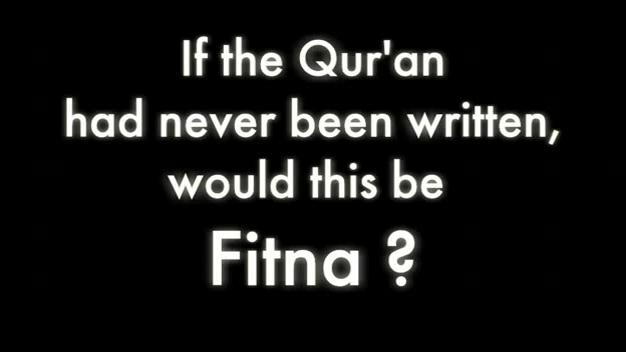 If the Qur'an
had never been written,
would this be
Fitna ?